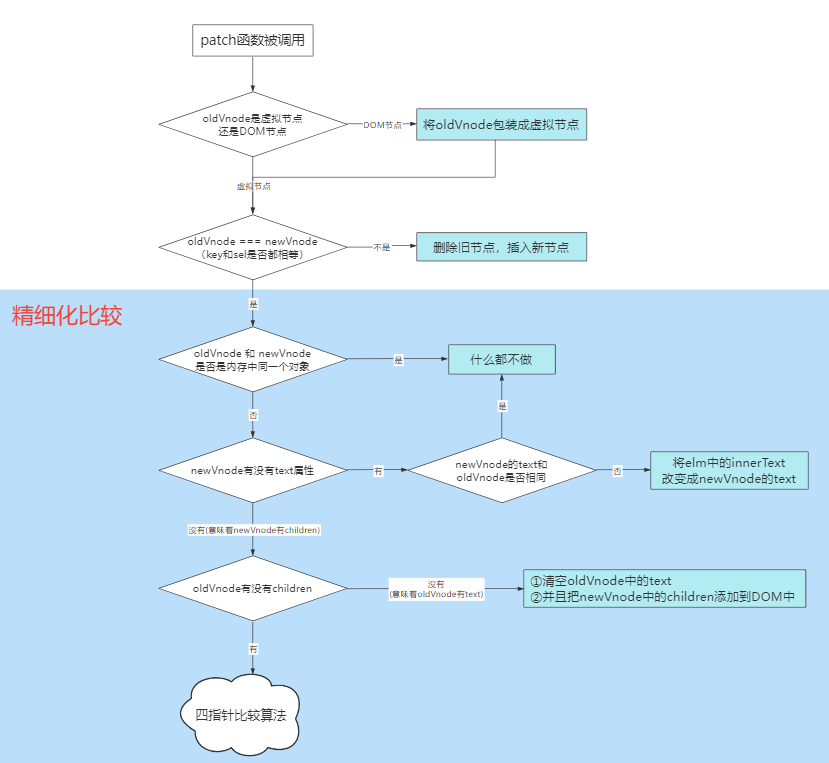 patch函数被调用
oldVnode是虚拟节点
还是DOM节点
DOM节点
将oldVnode包装成虚拟节点
虚拟节点
oldVnode === newVnode
（key和sel是否都相等）
不是
删除旧节点，插入新节点
是
精细化比较
oldVnode 和 newVnode
是否是内存中同一个对象
是
什么都不做
否
是
newVnode有没有text属性
有
newVnode的text和
oldVnode是否相同
否
将elm中的innerText
改变成newVnode的text
没有(意味着newVnode有children)
oldVnode有没有children
没有
(意味着oldVnode有text)
①清空oldVnode中的text
②并且把newVnode中的children添加到DOM中
有
四指针比较算法